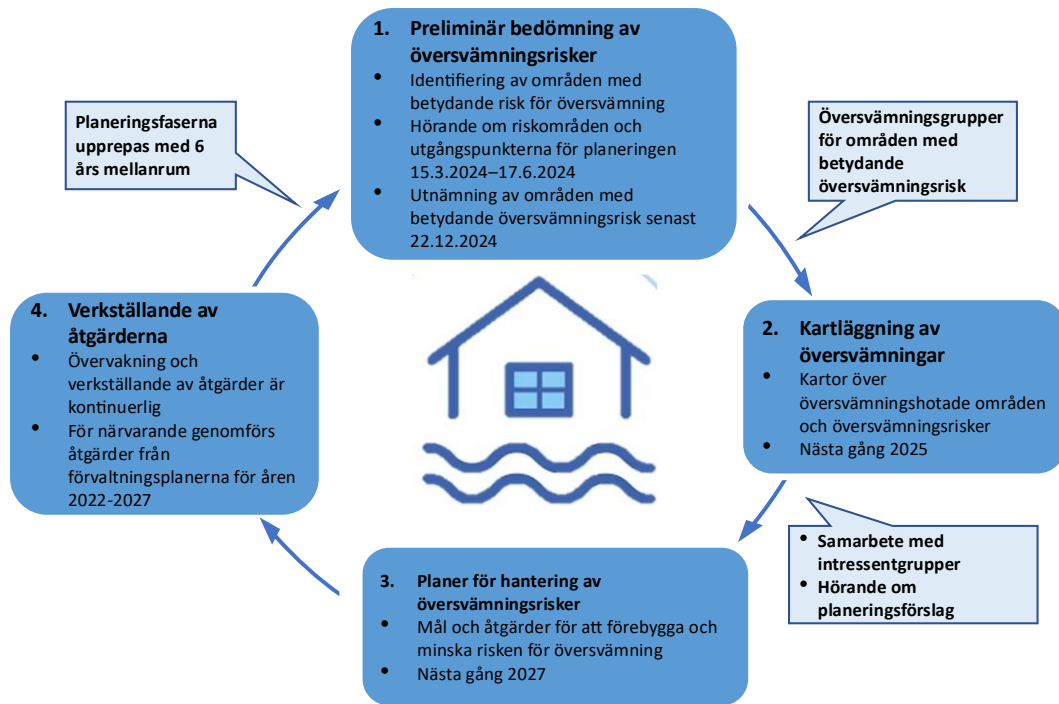 1. Preliminär bedömning av
översvämningsrisker
• Identifiering av områden med
betydande risk för översvämning
• Hörande om riskområden och
utgångspunkterna för planeringen
15.3.2024–17.6.2024
• Utnämning av områden med
betydande översvämningsrisk senast
22.12.2024
Översvämningsgrupper
för områden med
betydande
översvämningsrisk
2. Kartläggning av
översvämningar
• Kartor över
översvämningshotade områden
och översvämningsrisker
• Nästa gång 2025
• Samarbete med
intressentgrupper
• Hörande om
planeringsförslag
3. Planer för hantering av
översvämningsrisker
• Mål och åtgärder för att förebygga och
minska risken för översvämning
• Nästa gång 2027
4. Verkställande av
åtgärderna
• Övervakning och
verkställande av åtgärder är
kontinuerlig
• För närvarande genomförs
åtgärder från
förvaltningsplanerna för åren
2022-2027
Planeringsfaserna
upprepas med 6
års mellanrum